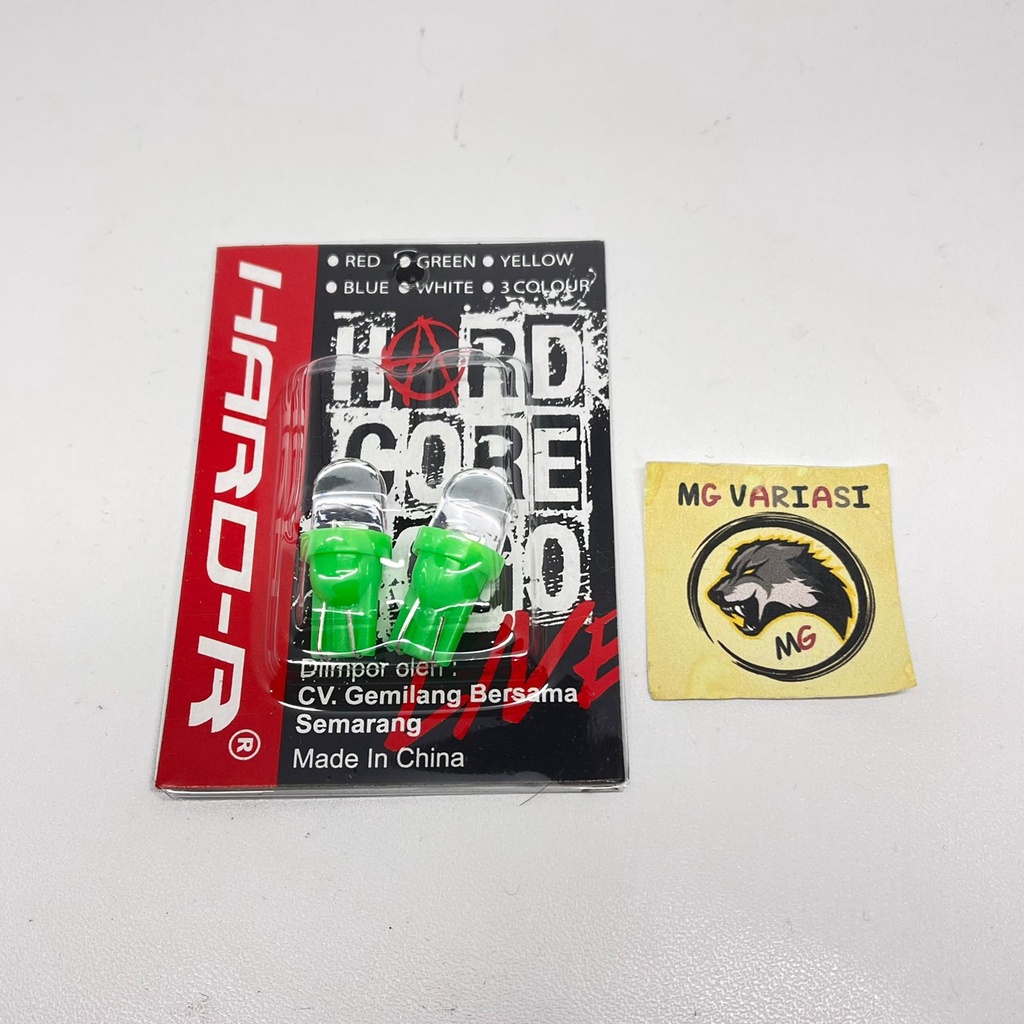 HARD-R®
RED GREEN YELLOW
BLUE WHITE 3 COLOUR
HARD
CORE
LIVE
Diimpor oleh :
CV. Gemilang Bersama
Semarang
Made In China
MG VARIASI
MG